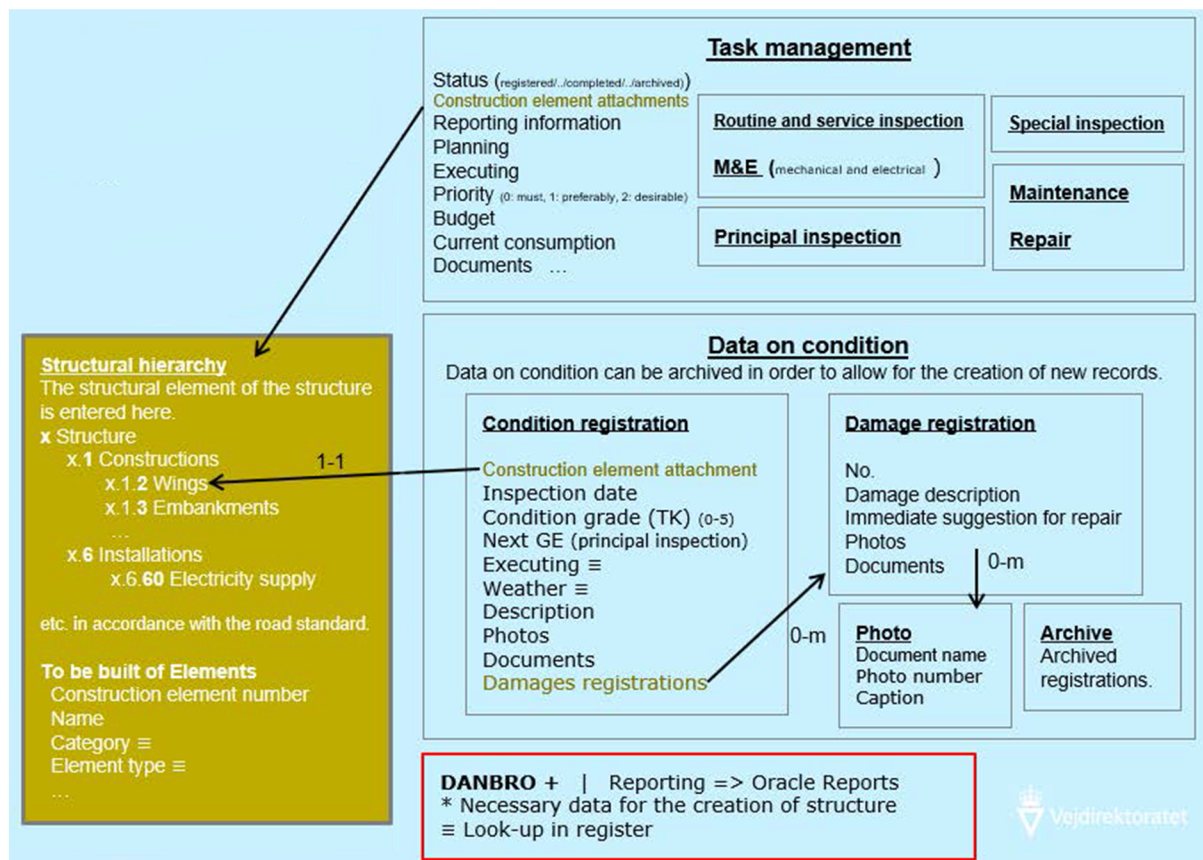 Task management
Status (registered/../completed/../archived))
Construction element attachments
Reporting information
Planning
Executing
Priority (0: must, 1: preferably, 2: desirable)
Budget
Current consumption
Documents ...
Routine and service inspection
M&E (mechanical and electrical )
Principal inspection
Special inspection
Maintenance
Repair
Structural hierarchy
The structural element of the structure
is entered here.
x Structure
x.1 Constructions
x.1.2 Wings
x.1.3 Embankments
...
x.6 Installations
x.6.60 Electricity supply
etc. in accordance with the road standard.
To be built of Elements
Construction element number
Name
Category ≡
Element type ≡
...
1-1
Data on condition
Data on condition can be archived in order to allow for the creation of new records.
Condition registration
Construction element attachment
Inspection date
Condition grade (TK) (0-5)
Next GE (principal inspection)
Executing ≡
Weather ≡
Description
Photos
Documents
Damages registrations
0-m
Damage registration
No.
Damage description
Immediate suggestion for repair
Photos
Documents
0-m
Photo
Document name
Photo number
Caption
Archive
Archived
registrations.
DANBRO + | Reporting => Oracle Reports
* Necessary data for the creation of structure
≡ Look-up in register
Vejdirektoratet